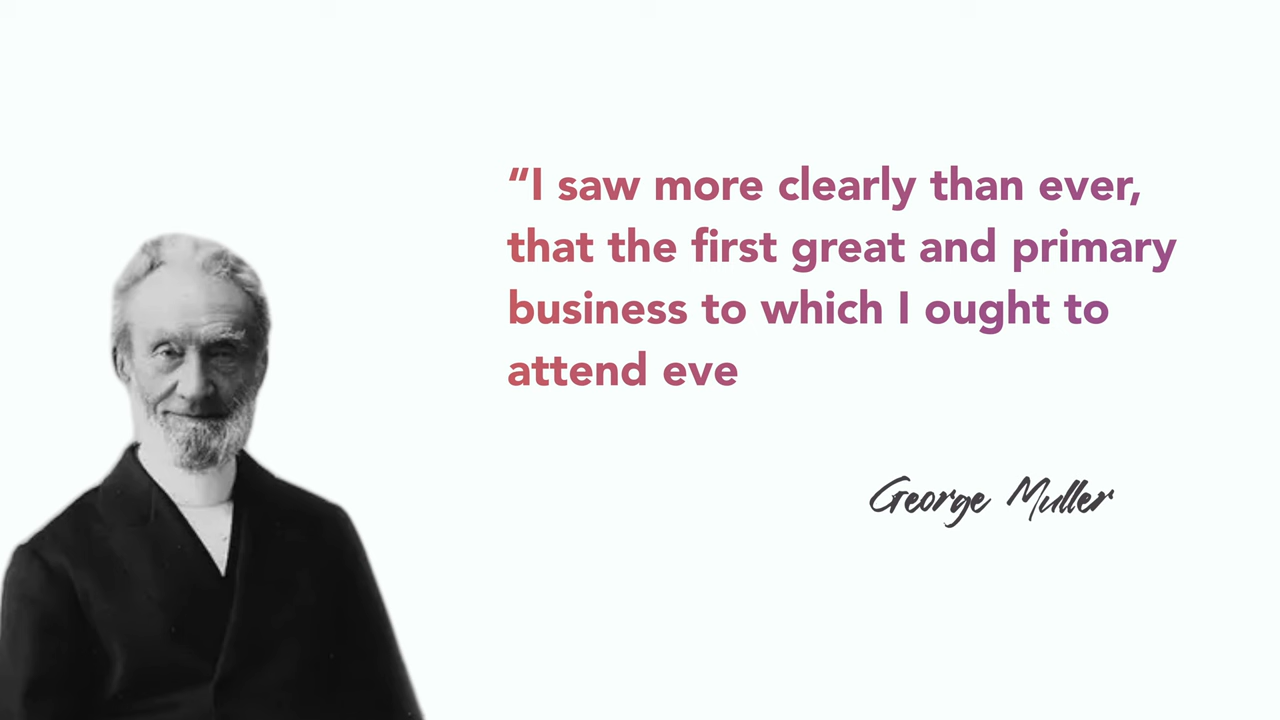 “I saw more clearly than ever,
that the first great and primary
business to which I ought to
attend eve
George Muller